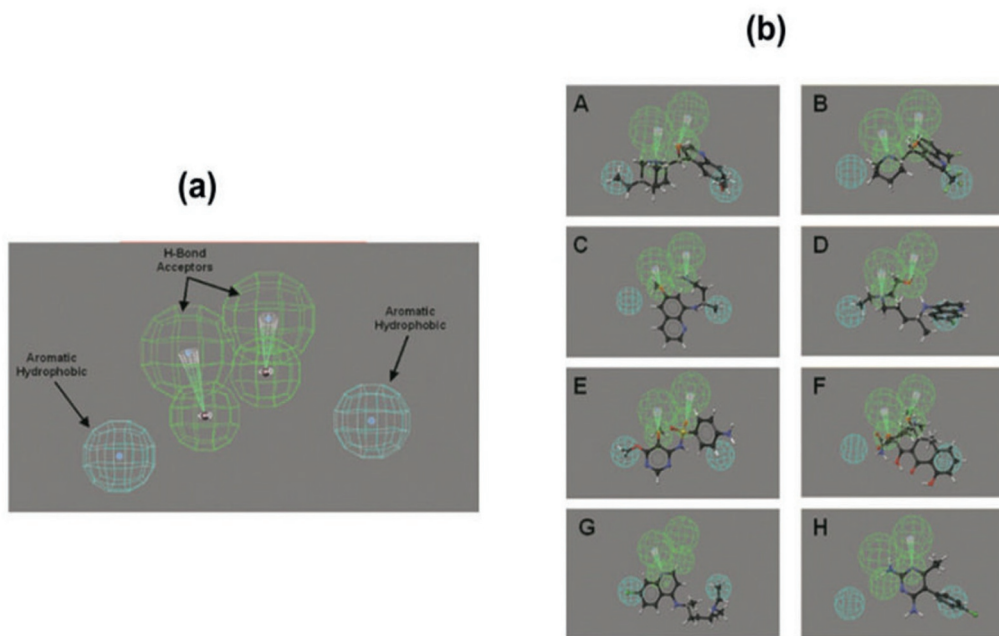 (b)
(a)
H-Bond
Acceptors
Aromatic
Hydrophobic
Aromatic
Hydrophobic
A
B
C
D
E
F
G
H